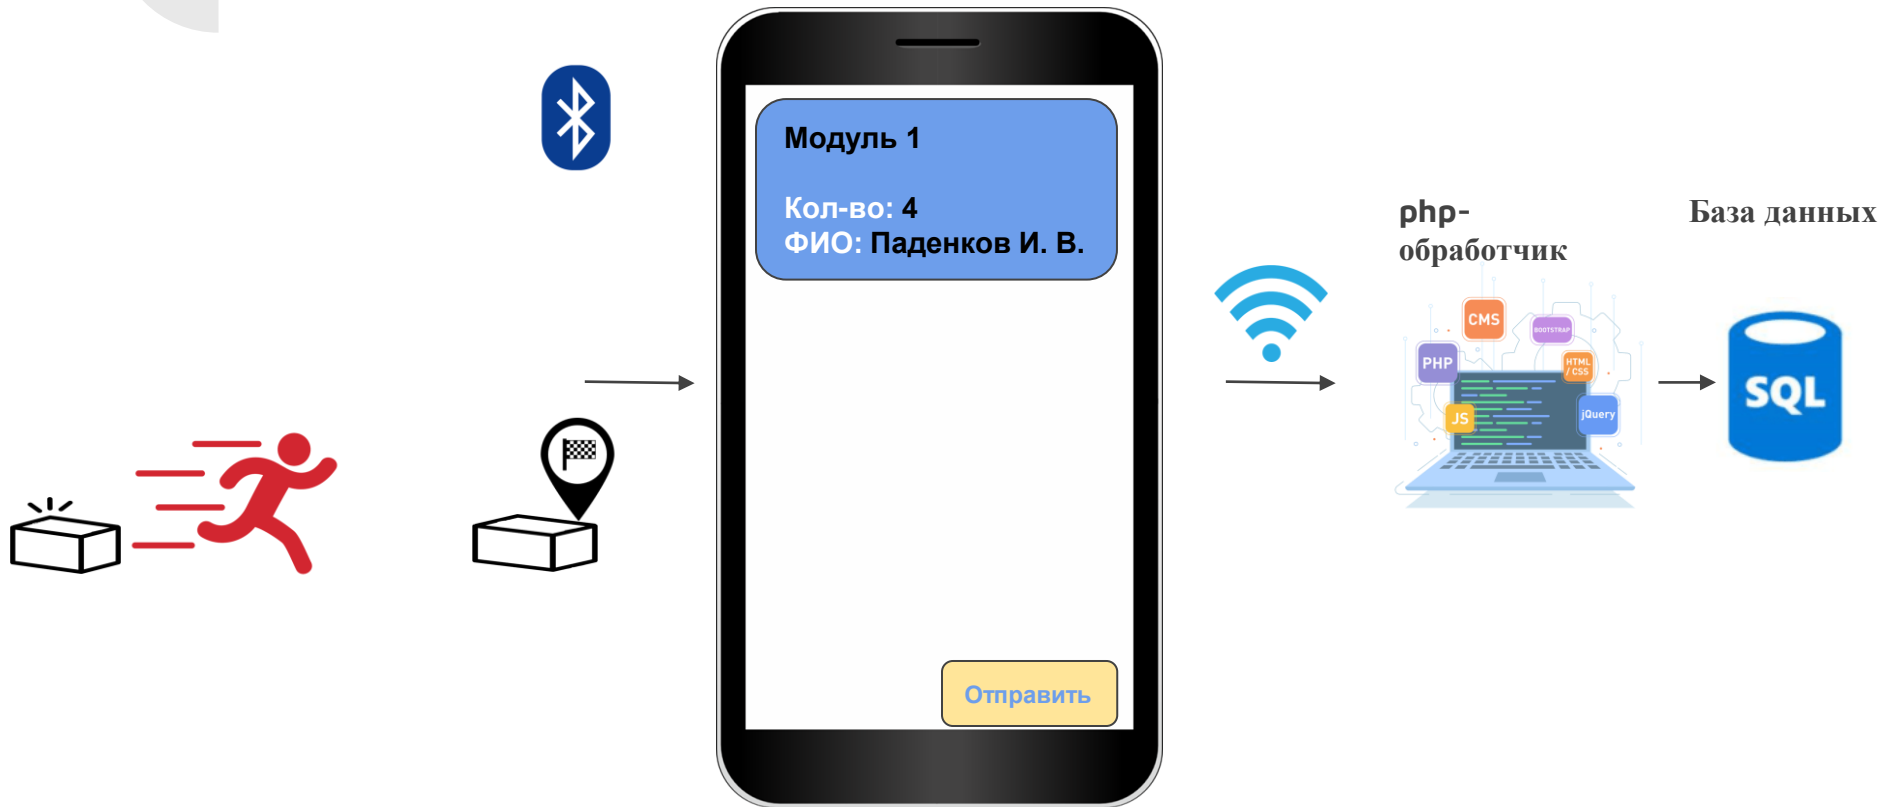 Модуль 1
Кол-во: 4
ФИО: Паденков И. В.
Отправить
php-
обработчик
База данных
CMS
BOOTSTRAP
PHP
HTML
/ CSS
JS
jQuery
SQL